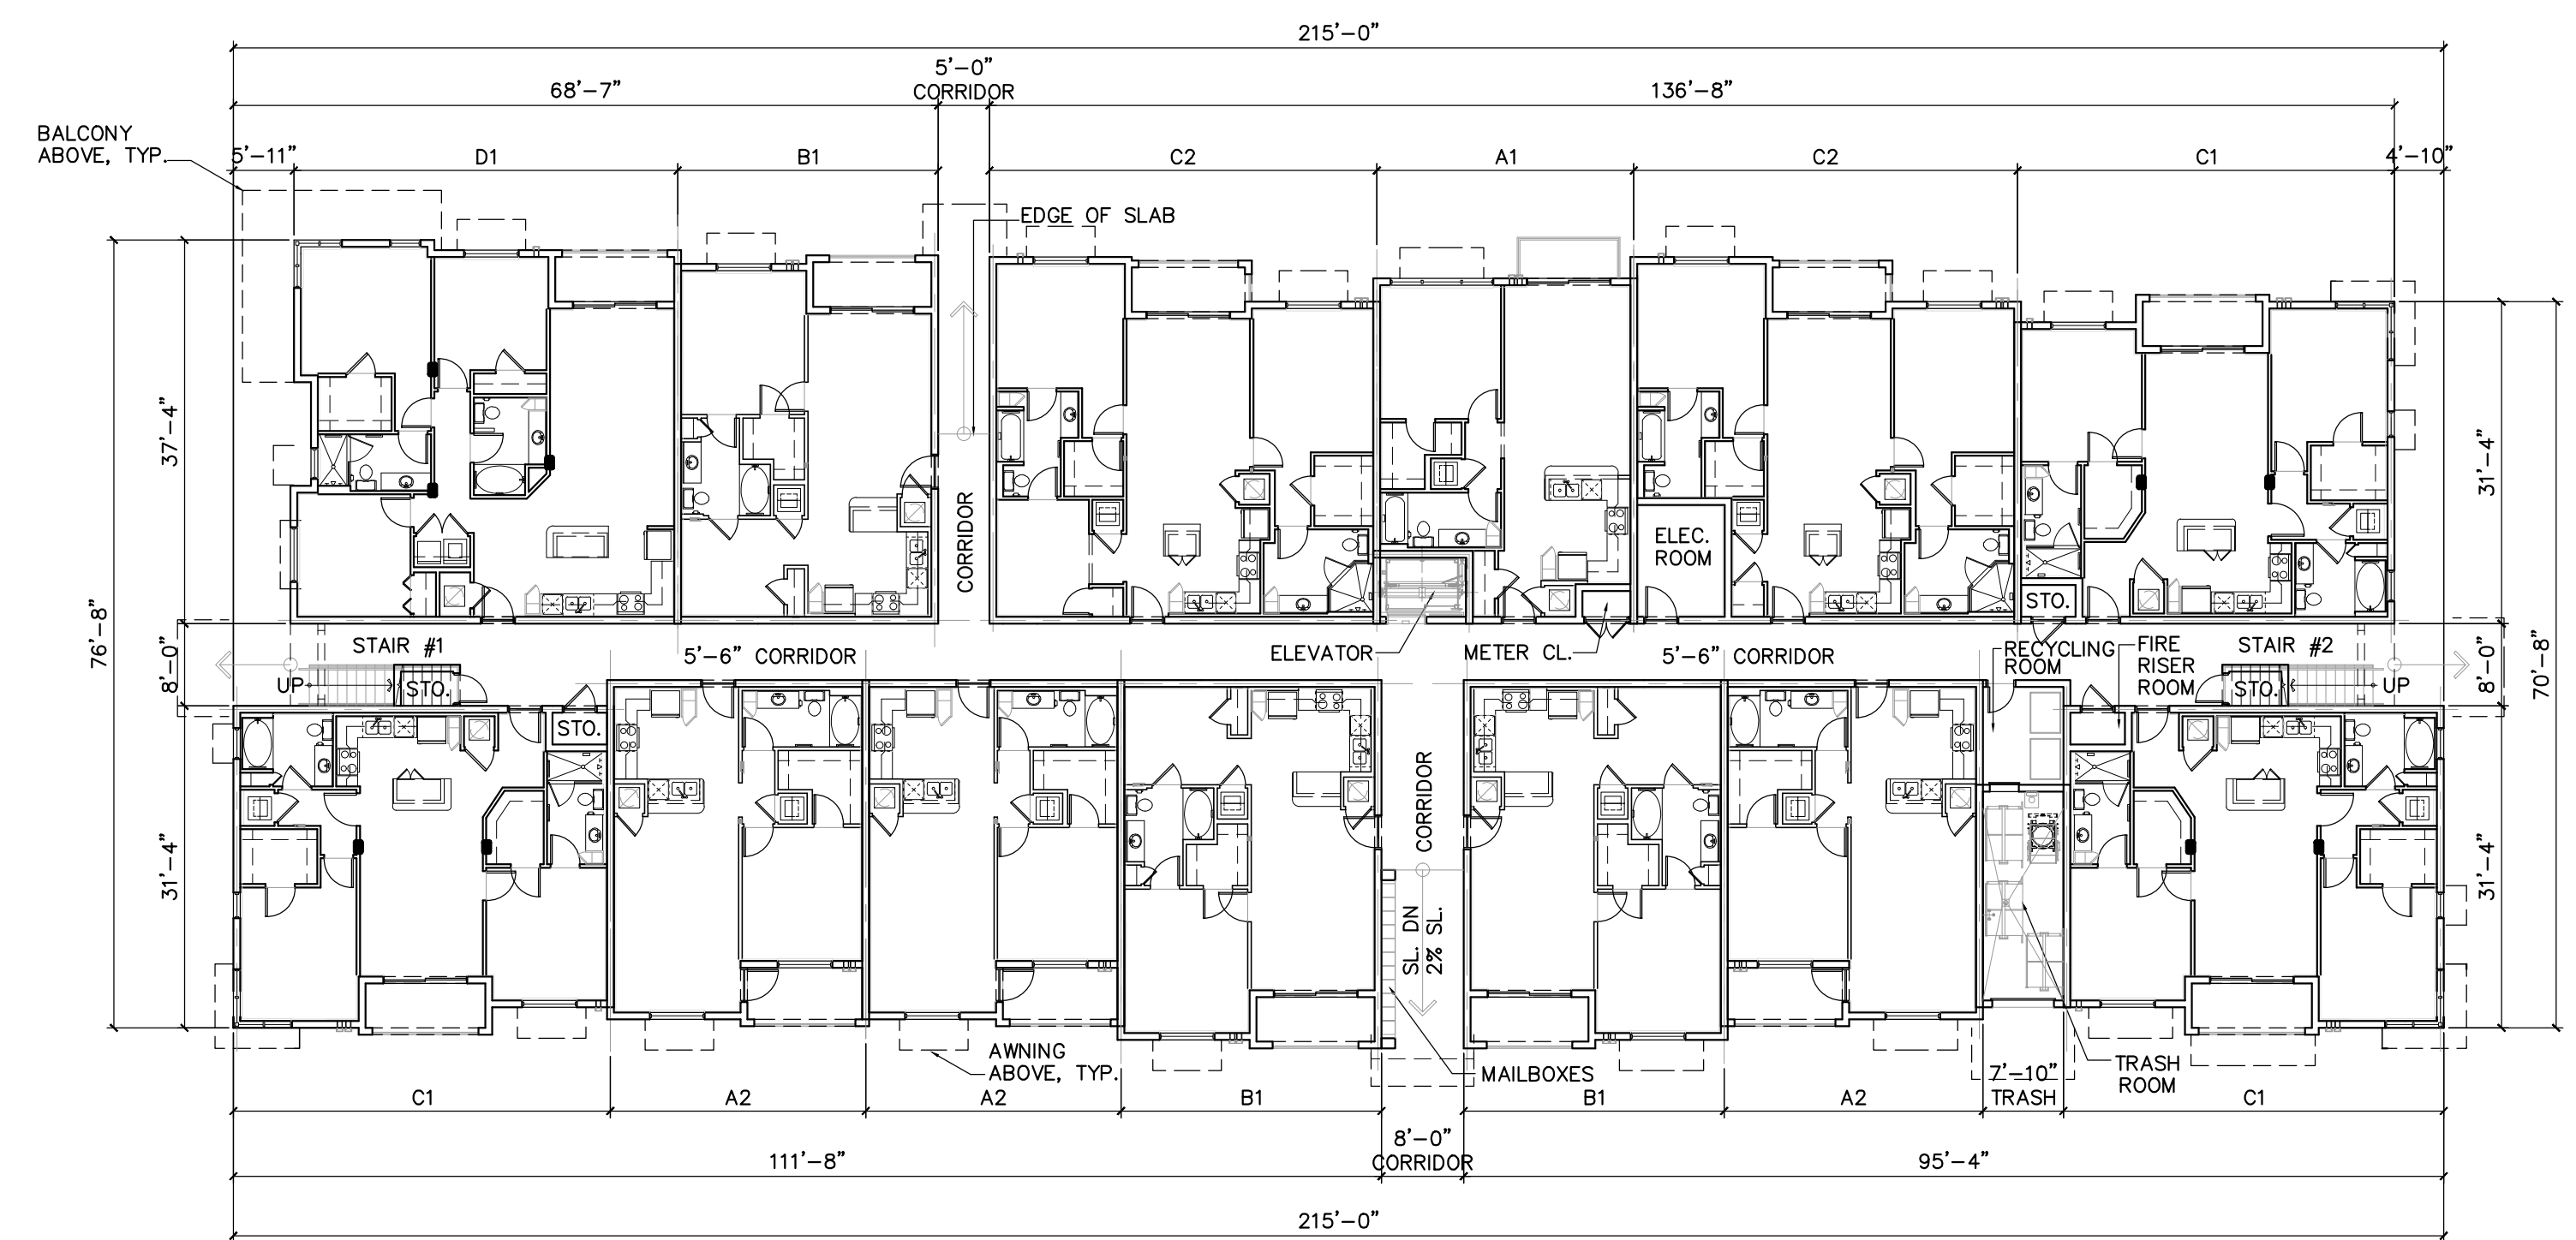 215’-0”
5’-0”
CORRIDOR
68’-7”
136’-8”
BALCONY
ABOVE, TYP.
5’-11”
D1
B1
C2
A1
C2
C1
4’-10”
EDGE OF SLAB
37’-4”
31’-4”
CORRIDOR
ELEC.
ROOM
STO.
76’-8”
70’-8”
8’-0”
STAIR #1
5’-6” CORRIDOR
ELEVATOR
METER CL.
5’-6” CORRIDOR
RECYCLING
ROOM
FIRE
RISER
ROOM
STAIR #2
8’-0”
UP
STO.
STO.
UP
STO.
31’-4”
CORRIDOR
SL. DN
2% SL.
31’-4”
AWNING
ABOVE, TYP.
MAILBOXES
TRASH
ROOM
7’-10”
TRASH
C1
A2
A2
B1
B1
A2
C1
8’-0”
CORRIDOR
111’-8”
95’-4”
215’-0”